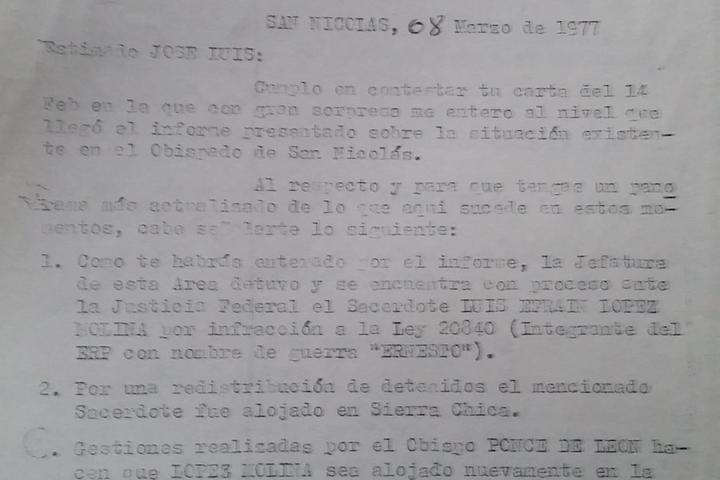 SAN NICOLAS, 08 Marzo de 1977
Estimado JOSE LUIS:
Cumplo en contestar tu carta del 14
Feb en la que con gran sorpresa me entero al nivel que
llegó el informe presentado sobre la situación existen-
te en el Obispado de San Nicolás.
Al respecto y para que tengas un pano
rama más actualizado de lo que aqui sucede en estos mo-
mentos, cabe señalarte lo siguiente:
1. Como te habrás enterado por el informe, la Jefatura
de esta Area detuvo y se encuentra con proceso ante
la Justicia Federal el Sacerdote LUIS EFRAIN LOPEZ
MOLINA por infracción a la Ley 20840 (Integrante del
ERP con nombre de guerra "ERNESTO").
2. Por una redistribución de detenidos el mencionado
Sacerdote fue alojado en Sierra Chica.
Gestiones realizadas por el Obispo PONCE DE LEON ha-
cen que LOPEZ MOLINA sea alojado nuevamente en la